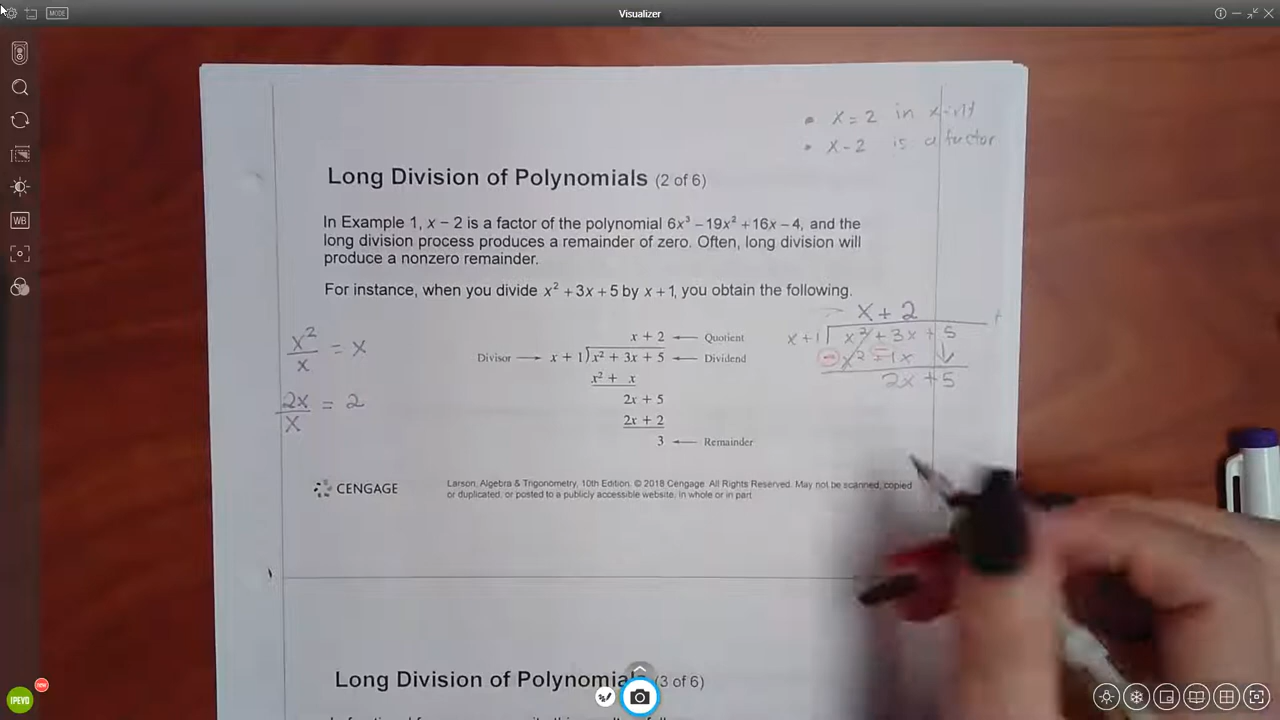 MODE
Visualizer
WB
• x = 2 in x-int
• x - 2 is a factor
Long Division of Polynomials (2 of 6)
In Example 1, x − 2 is a factor of the polynomial 6x³ −19x² +16x − 4, and the
long division process produces a remainder of zero. Often, long division will
produce a nonzero remainder.
For instance, when you divide x² + 3x + 5 by x + 1, you obtain the following.
x²/x = x
2x/x = 2
x + 2 ← Quotient
Divisor → x + 1)x² + 3x + 5 ← Dividend
x² + x
2x + 5
2x + 2
3 ← Remainder
x + 2
x + 1 x² + 3x + 5
x² + 1x
2x + 5
CENGAGE
Larson, Algebra & Trigonometry, 10th Edition. © 2018 Cengage. All Rights Reserved. May not be scanned, copied
or duplicated, or posted to a publicly accessible website, in whole or in part.
Long Division of Polynomials (3 of 6)
IPEVO
new